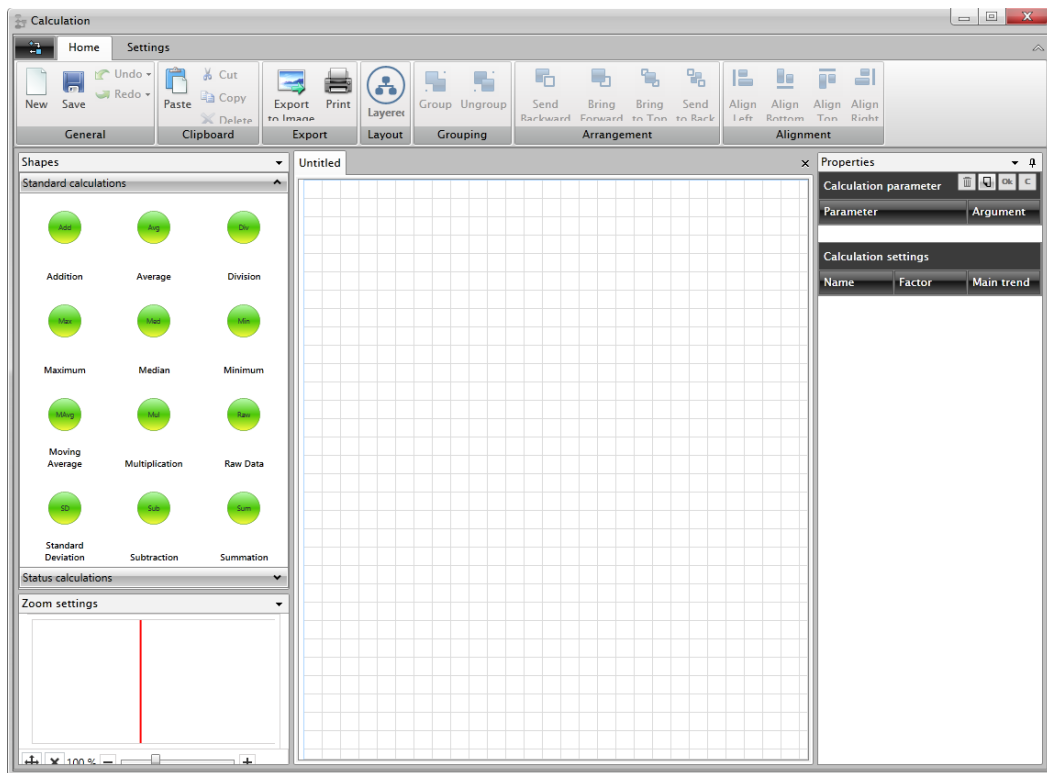 Calculation
Home Settings
New Save Undo Redo Paste Cut Copy Delete Export to Image Print Layered Group Ungroup Send Backward Bring Forward Bring to Top Send to Back Align Left Align Bottom Align Top Align Right
General Clipboard Export Layout Grouping Arrangement Alignment
Shapes
Standard calculations
Add Avg Div
Addition Average Division
Max Med Min
Maximum Median Minimum
MAvg Mul Raw
Moving Average Multiplication Raw Data
SD Sub Sum
Standard Deviation Subtraction Summation
Status calculations
Zoom settings
100 %
Untitled
Properties
Calculation parameter Ok C
Parameter Argument
Calculation settings
Name Factor Main trend